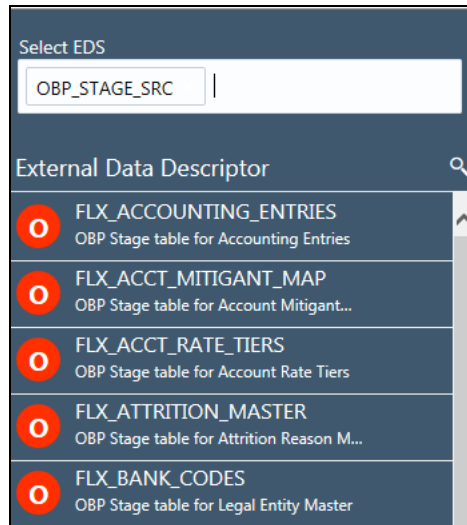 Select EDS
OBP_STAGE_SRC
External Data Descriptor
O
FLX_ACCOUNTING_ENTRIES
OBP Stage table for Accounting Entries
O
FLX_ACCT_MITIGANT_MAP
OBP Stage table for Account Mitigant...
O
FLX_ACCT_RATE_TIERS
OBP Stage table for Account Rate Tiers
O
FLX_ATTRITION_MASTER
OBP Stage table for Attrition Reason M...
O
FLX_BANK_CODES
OBP Stage table for Legal Entity Master